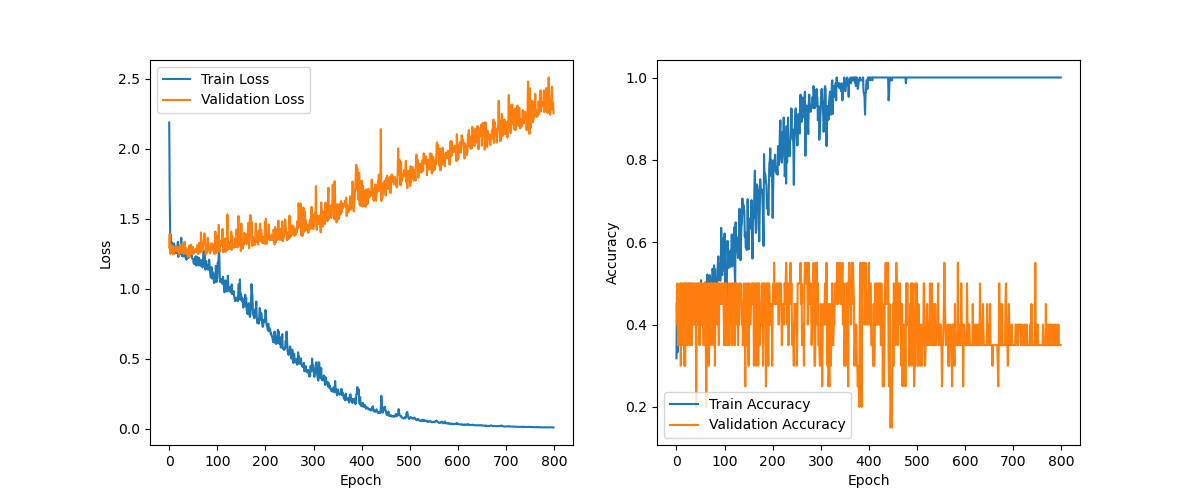 Train Loss
Validation Loss
2.5
2.0
1.5
1.0
0.5
0.0
Loss
0 100 200 300 400 500 600 700 800
Epoch
1.0
0.8
0.6
0.4
0.2
Accuracy
Train Accuracy
Validation Accuracy
0 100 200 300 400 500 600 700 800
Epoch